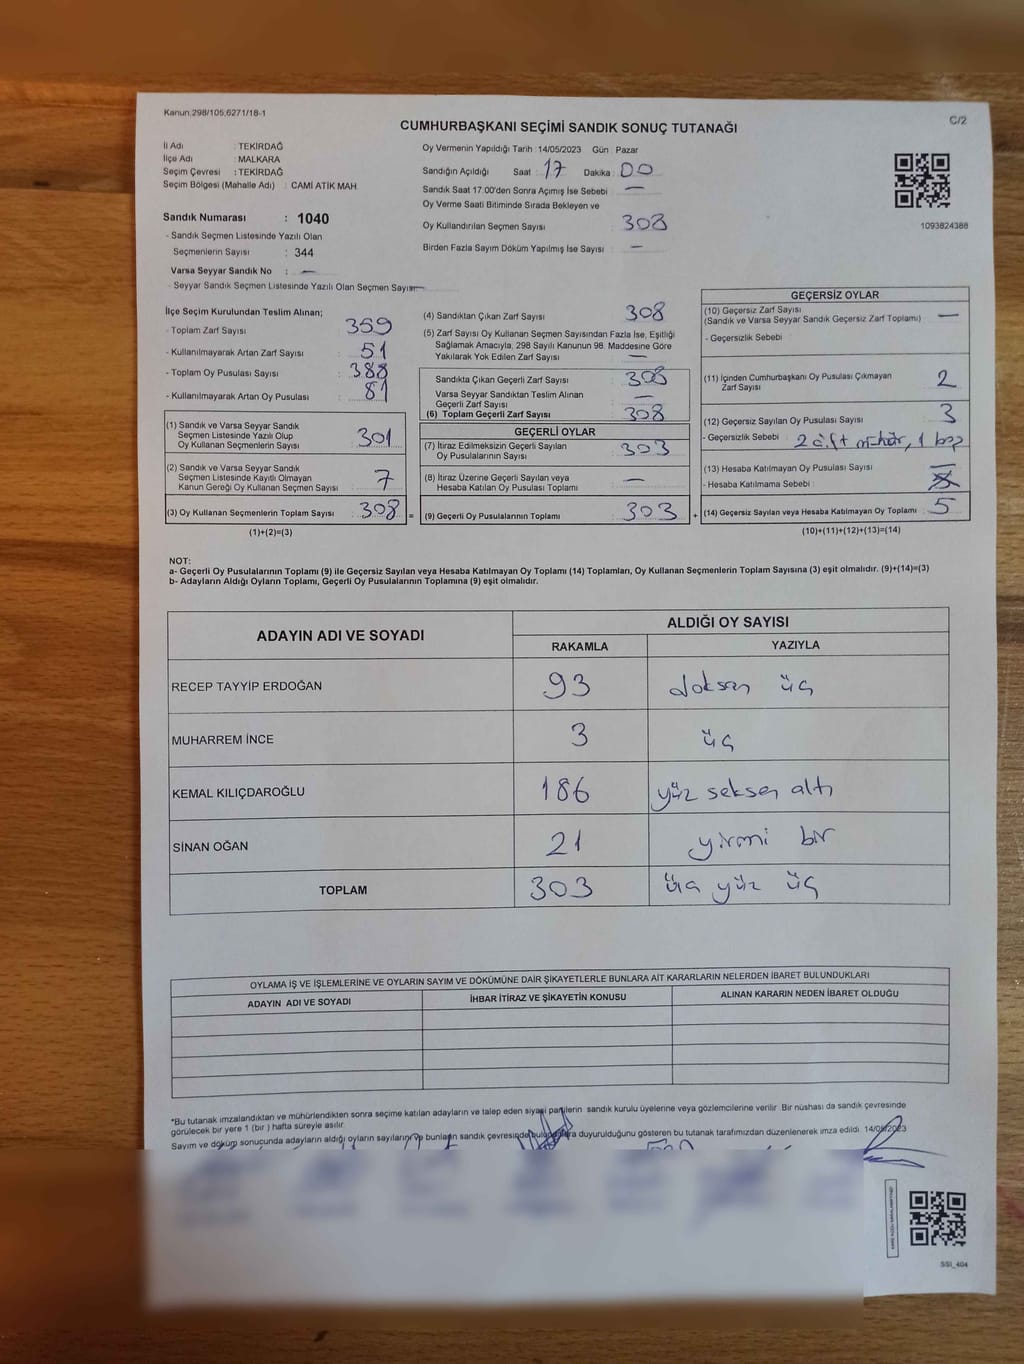 Kanun:298/105;6271/18-1
C/2
CUMHURBAŞKANI SEÇİMİ SANDIK SONUÇ TUTANAĞI
İl Adı : TEKİRDAĞ
İlçe Adı : MALKARA
Seçim Çevresi : TEKİRDAĞ
Seçim Bölgesi (Mahalle Adı) : CAMİ ATİK MAH.
Sandık Numarası : 1040
- Sandık Seçmen Listesinde Yazılı Olan
Seçmenlerin Sayısı : 344
Varsa Seyyar Sandık No : —
- Seyyar Sandık Seçmen Listesinde Yazılı Olan Seçmen Sayısı —
Oy Vermenin Yapıldığı Tarih : 14/05/2023 Gün : Pazar
Sandığın Açıldığı Saat : 17 Dakika : 00
Sandık Saat 17:00'den Sonra Açımış İse Sebebi : —
Oy Verme Saati Bitiminde Sırada Bekleyen ve
Oy Kullandırılan Seçmen Sayısı : 308
Birden Fazla Sayım Döküm Yapılmış İse Sayısı : —
1093824388
İlçe Seçim Kurulundan Teslim Alınan;
- Toplam Zarf Sayısı : 359
- Kullanılmayarak Artan Zarf Sayısı : 51
- Toplam Oy Pusulası Sayısı : 388
- Kullanılmayarak Artan Oy Pusulası : 81
(1) Sandık ve Varsa Seyyar Sandık
Seçmen Listesinde Yazılı Olup
Oy Kullanan Seçmenlerin Sayısı : 301
(2) Sandık ve Varsa Seyyar Sandık
Seçmen Listesinde Kayıtlı Olmayan
Kanun Gereği Oy Kullanan Seçmen Sayısı : 7
(3) Oy Kullanan Seçmenlerin Toplam Sayısı : 308
(1)+(2)=(3)
(4) Sandıktan Çıkan Zarf Sayısı : 308
(5) Zarf Sayısı Oy Kullanan Seçmen Sayısından Fazla İse, Eşitliği
Sağlamak Amacıyla, 298 Sayılı Kanunun 98. Maddesine Göre
Yakılarak Yok Edilen Zarf Sayısı : —
Sandıkta Çıkan Geçerli Zarf Sayısı : 308
Varsa Seyyar Sandıktan Teslim Alınan
Geçerli Zarf Sayısı : —
(6) Toplam Geçerli Zarf Sayısı : 308
GEÇERLİ OYLAR
(7) İtiraz Edilmeksizin Geçerli Sayılan
Oy Pusulalarının Sayısı : 303
(8) İtiraz Üzerine Geçerli Sayılan veya
Hesaba Katılan Oy Pusulası Toplamı : —
= (9) Geçerli Oy Pusulalarının Toplamı : 303
GEÇERSİZ OYLAR
(10) Geçersiz Zarf Sayısı
(Sandık ve Varsa Seyyar Sandık Geçersiz Zarf Toplamı) : —
- Geçersizlik Sebebi :
(11) İçinden Cumhurbaşkanı Oy Pusulası Çıkmayan
Zarf Sayısı : 2
(12) Geçersiz Sayılan Oy Pusulası Sayısı : 3
- Geçersizlik Sebebi : 2 çift mühür, 1 boş
(13) Hesaba Katılmayan Oy Pusulası Sayısı : —
- Hesaba Katılmama Sebebi :
+ (14) Geçersiz Sayılan veya Hesaba Katılmayan Oy Toplamı : 5
(10)+(11)+(12)+(13)=(14)
NOT:
a- Geçerli Oy Pusulalarının Toplamı (9) ile Geçersiz Sayılan veya Hesaba Katılmayan Oy Toplamı (14) Toplamları, Oy Kullanan Seçmenlerin Toplam Sayısına (3) eşit olmalıdır. (9)+(14)=(3)
b- Adayların Aldığı Oyların Toplamı, Geçerli Oy Pusulalarının Toplamına (9) eşit olmalıdır.
ADAYIN ADI VE SOYADI ALDIĞI OY SAYISI
RAKAMLA YAZIYLA
RECEP TAYYİP ERDOĞAN 93 doksan üç
MUHARREM İNCE 3 üç
KEMAL KILIÇDAROĞLU 186 yüz seksen altı
SİNAN OĞAN 21 yirmi bir
TOPLAM 303 üç yüz üç
OYLAMA İŞ VE İŞLEMLERİNE VE OYLARIN SAYIM VE DÖKÜMÜNE DAİR ŞİKAYETLERLE BUNLARA AİT KARARLARIN NELERDEN İBARET BULUNDUKLARI
ADAYIN ADI VE SOYADI İHBAR İTİRAZ VE ŞİKAYETİN KONUSU ALINAN KARARIN NEDEN İBARET OLDUĞU
*Bu tutanak imzalandıktan ve mühürlendikten sonra seçime katılan adayların ve talep eden siyasi partilerin sandık kurulu üyelerine veya gözlemcilerine verilir. Bir nüshası da sandık çevresinde
görülecek bir yere 1 (bir) hafta süreyle asılır.
Sayım ve döküm sonucunda adayların aldığı oyların sayılarını ve bunların sandık çevresinde bulunanlara duyurulduğunu gösteren bu tutanak tarafımızdan düzenlenerek imza edildi. 14/05/2023
SSI_404